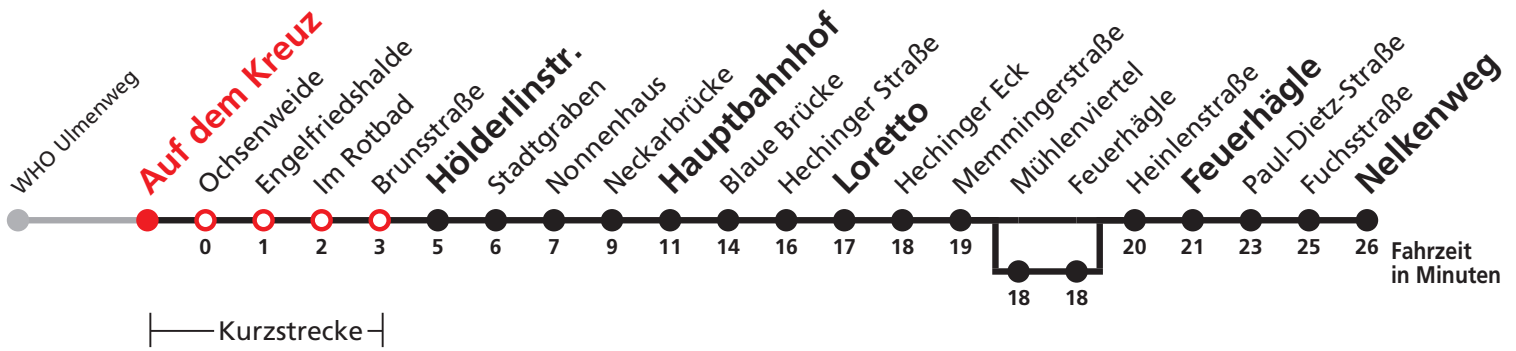 WHO Ulmenweg
Auf dem Kreuz
Ochsenweide
Engelfriedshalde
Im Rotbad
Brunsstraße
Hölderlinstr.
Stadtgraben
Nonnenhaus
Neckarbrücke
Hauptbahnhof
Blaue Brücke
Hechinger Straße
Loretto
Hechinger Eck
Memmingerstraße
Mühlenviertel
Feuerhägle
Heinlenstraße
Feuerhägle
Paul-Dietz-Straße
Fuchsstraße
Nelkenweg
0 1 2 3 5 6 7 9 11 14 16 17 18 19 20 21 23 25 26
Fahrzeit
in Minuten
18 18
Kurzstrecke